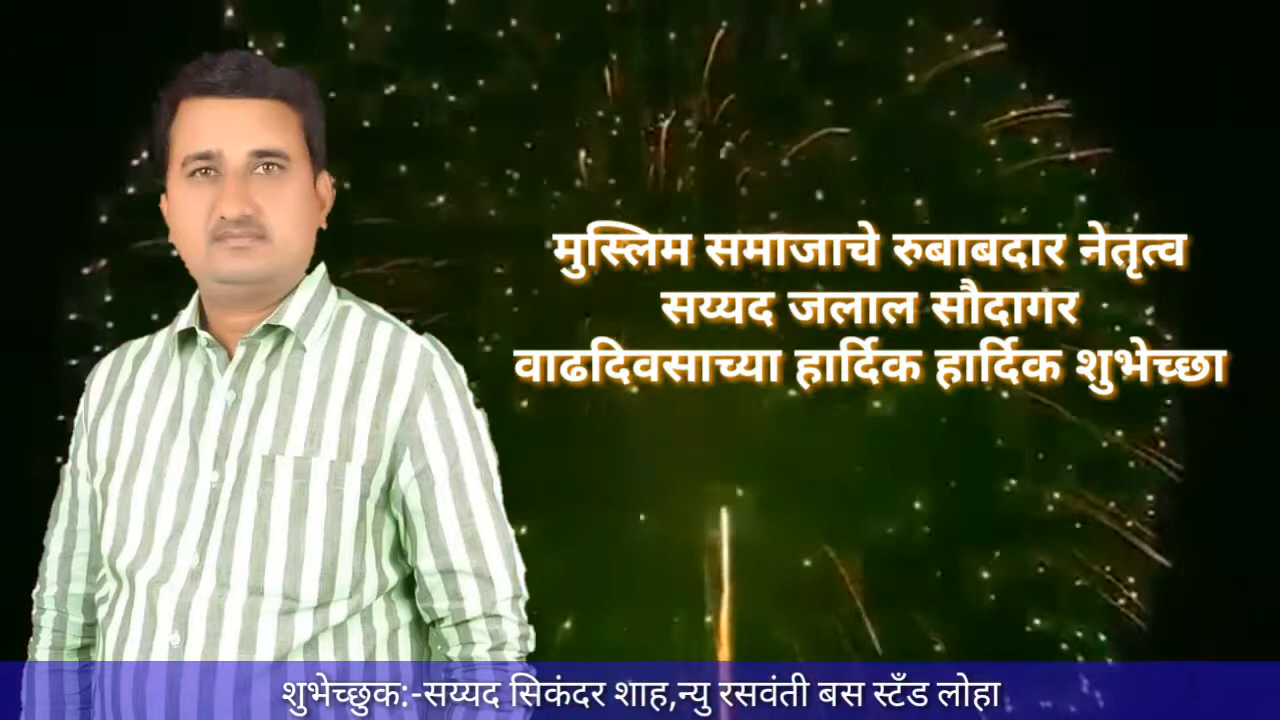 मुस्लिम समाजाचे रुबाबदार नेतृत्व
सय्यद जलाल सौदागर
वाढदिवसाच्या हार्दिक हार्दिक शुभेच्छा
शुभेच्छुक:-सय्यद सिकंदर शाह,न्यु रसवंती बस स्टँड लोहा